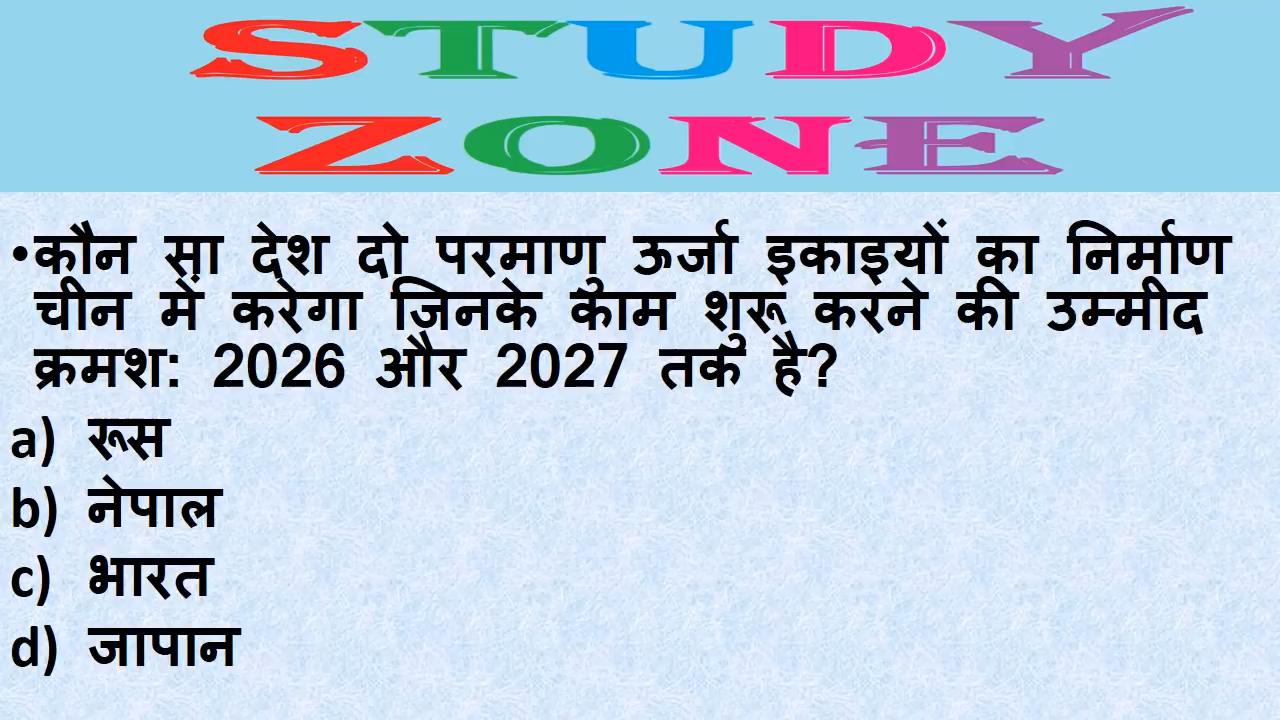 STUDY
ZONE
•कौन सा देश दो परमाणु ऊर्जा इकाइयों का निर्माण
चीन में करेगा जिनके काम शुरू करने की उम्मीद
क्रमश: 2026 और 2027 तक है?
a) रूस
b) नेपाल
c) भारत
d) जापान